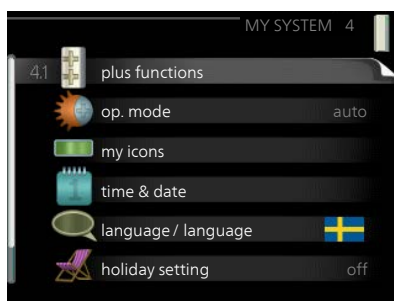 MY SYSTEM 4
4.1 plus functions
op. mode auto
my icons
1
time & date
language / language
holiday setting off